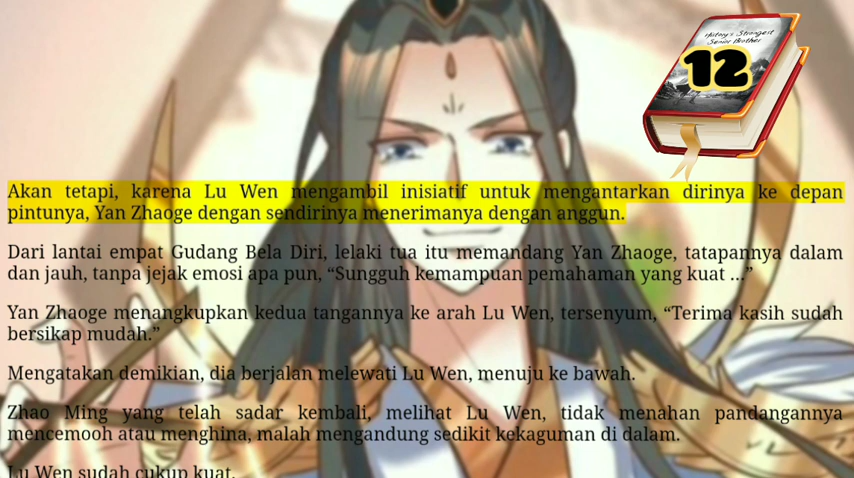 History's Strongest
Senior Brother
12
Akan tetapi, karena Lu Wen mengambil inisiatif untuk mengantarkan dirinya ke depan
pintunya, Yan Zhaoge dengan sendirinya menerimanya dengan anggun.
Dari lantai empat Gudang Bela Diri, lelaki tua itu memandang Yan Zhaoge, tatapannya dalam
dan jauh, tanpa jejak emosi apa pun, “Sungguh kemampuan pemahaman yang kuat ...”
Yan Zhaoge menangkupkan kedua tangannya ke arah Lu Wen, tersenyum, “Terima kasih sudah
bersikap mudah.”
Mengatakan demikian, dia berjalan melewati Lu Wen, menuju ke bawah.
Zhao Ming yang telah sadar kembali, melihat Lu Wen, tidak menahan pandangannya
mencemooh atau menghina, malah mengandung sedikit kekaguman di dalam.
Lu Wen sudah cukup kuat.